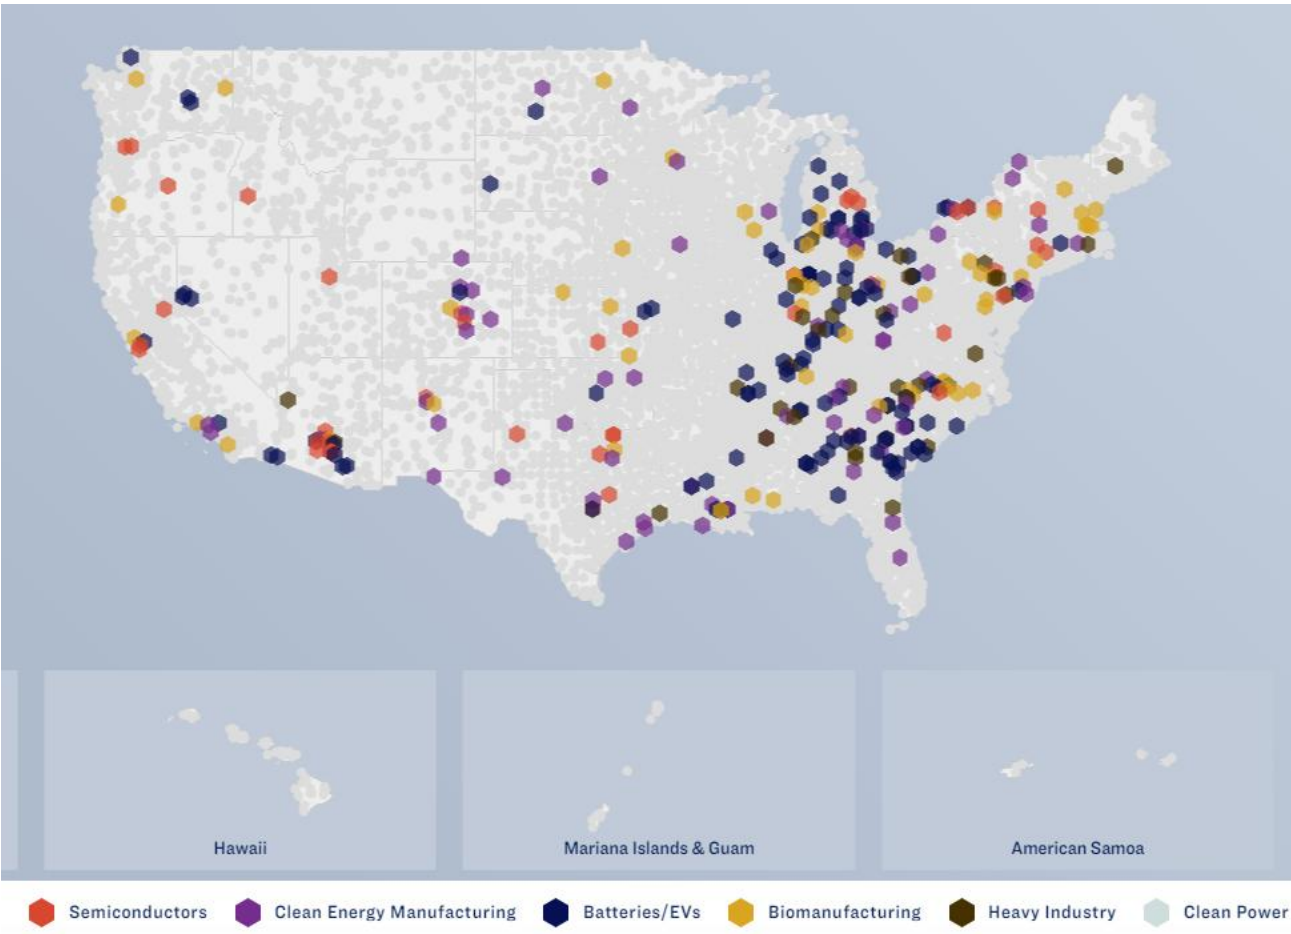 Hawaii
Mariana Islands & Guam
American Samoa
Semiconductors
Clean Energy Manufacturing
Batteries/EVs
Biomanufacturing
Heavy Industry
Clean Power